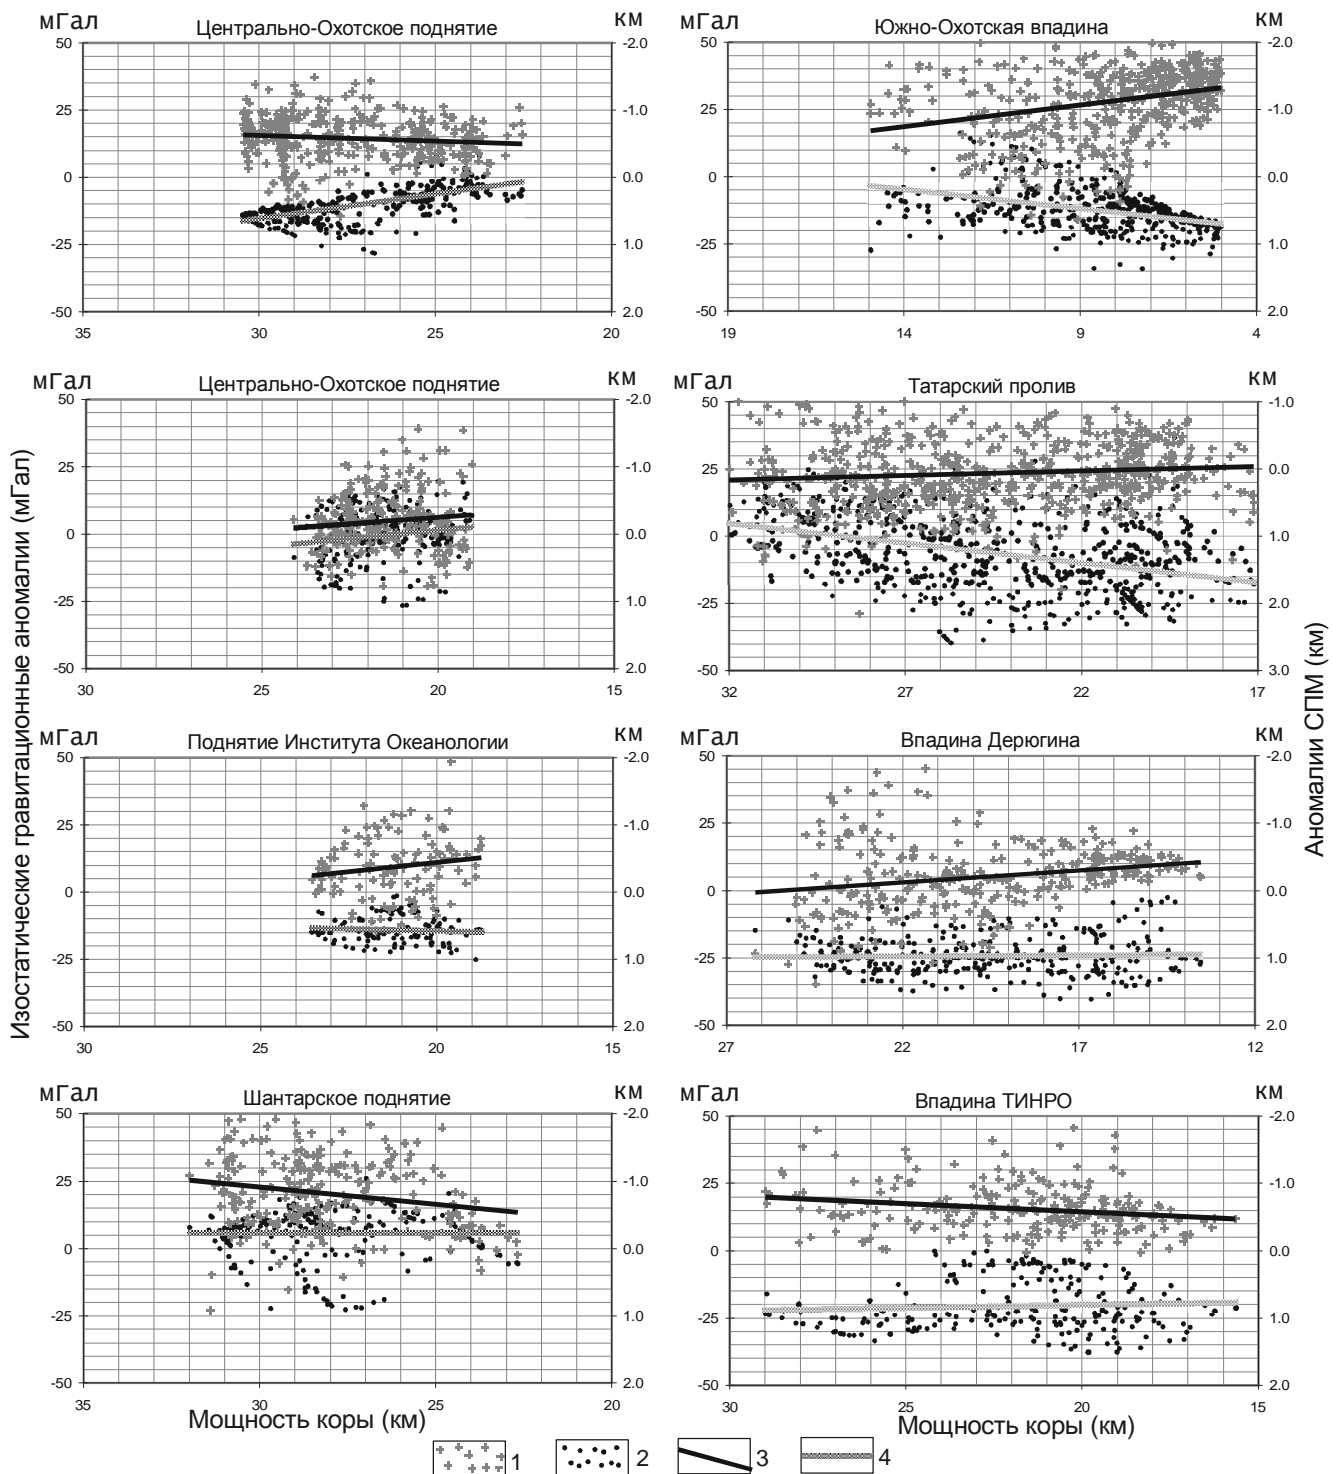 мГал км
Центрально-Охотское поднятие
50 -2.0
25 -1.0
0 0.0
-25 1.0
-50 2.0
35 30 25 20
мГал км
Южно-Охотская впадина
50 -2.0
25 -1.0
0 0.0
-25 1.0
-50 2.0
19 14 9 4
мГал км
Центрально-Охотское поднятие
50 -2.0
25 -1.0
0 0.0
-25 1.0
-50 2.0
30 25 20 15
мГал км
Татарский пролив
50 -1.0
25 0.0
0 1.0
-25 2.0
-50 3.0
32 27 22 17
мГал км
Поднятие Института Океанологии
50 -2.0
25 -1.0
0 0.0
-25 1.0
-50 2.0
30 25 20 15
мГал км
Впадина Дерюгина
50 -2.0
25 -1.0
0 0.0
-25 1.0
-50 2.0
27 22 17 12
мГал км
Шантарское поднятие
50 -2.0
25 -1.0
0 0.0
-25 1.0
-50 2.0
35 30 25 20
Мощность коры (км)
мГал км
Впадина ТИНРО
50 -2.0
25 -1.0
0 0.0
-25 1.0
-50 2.0
30 25 20 15
Мощность коры (км)
Изостатические гравитационные аномалии (мГал)
Аномалии СПМ (км)
1 2 3 4